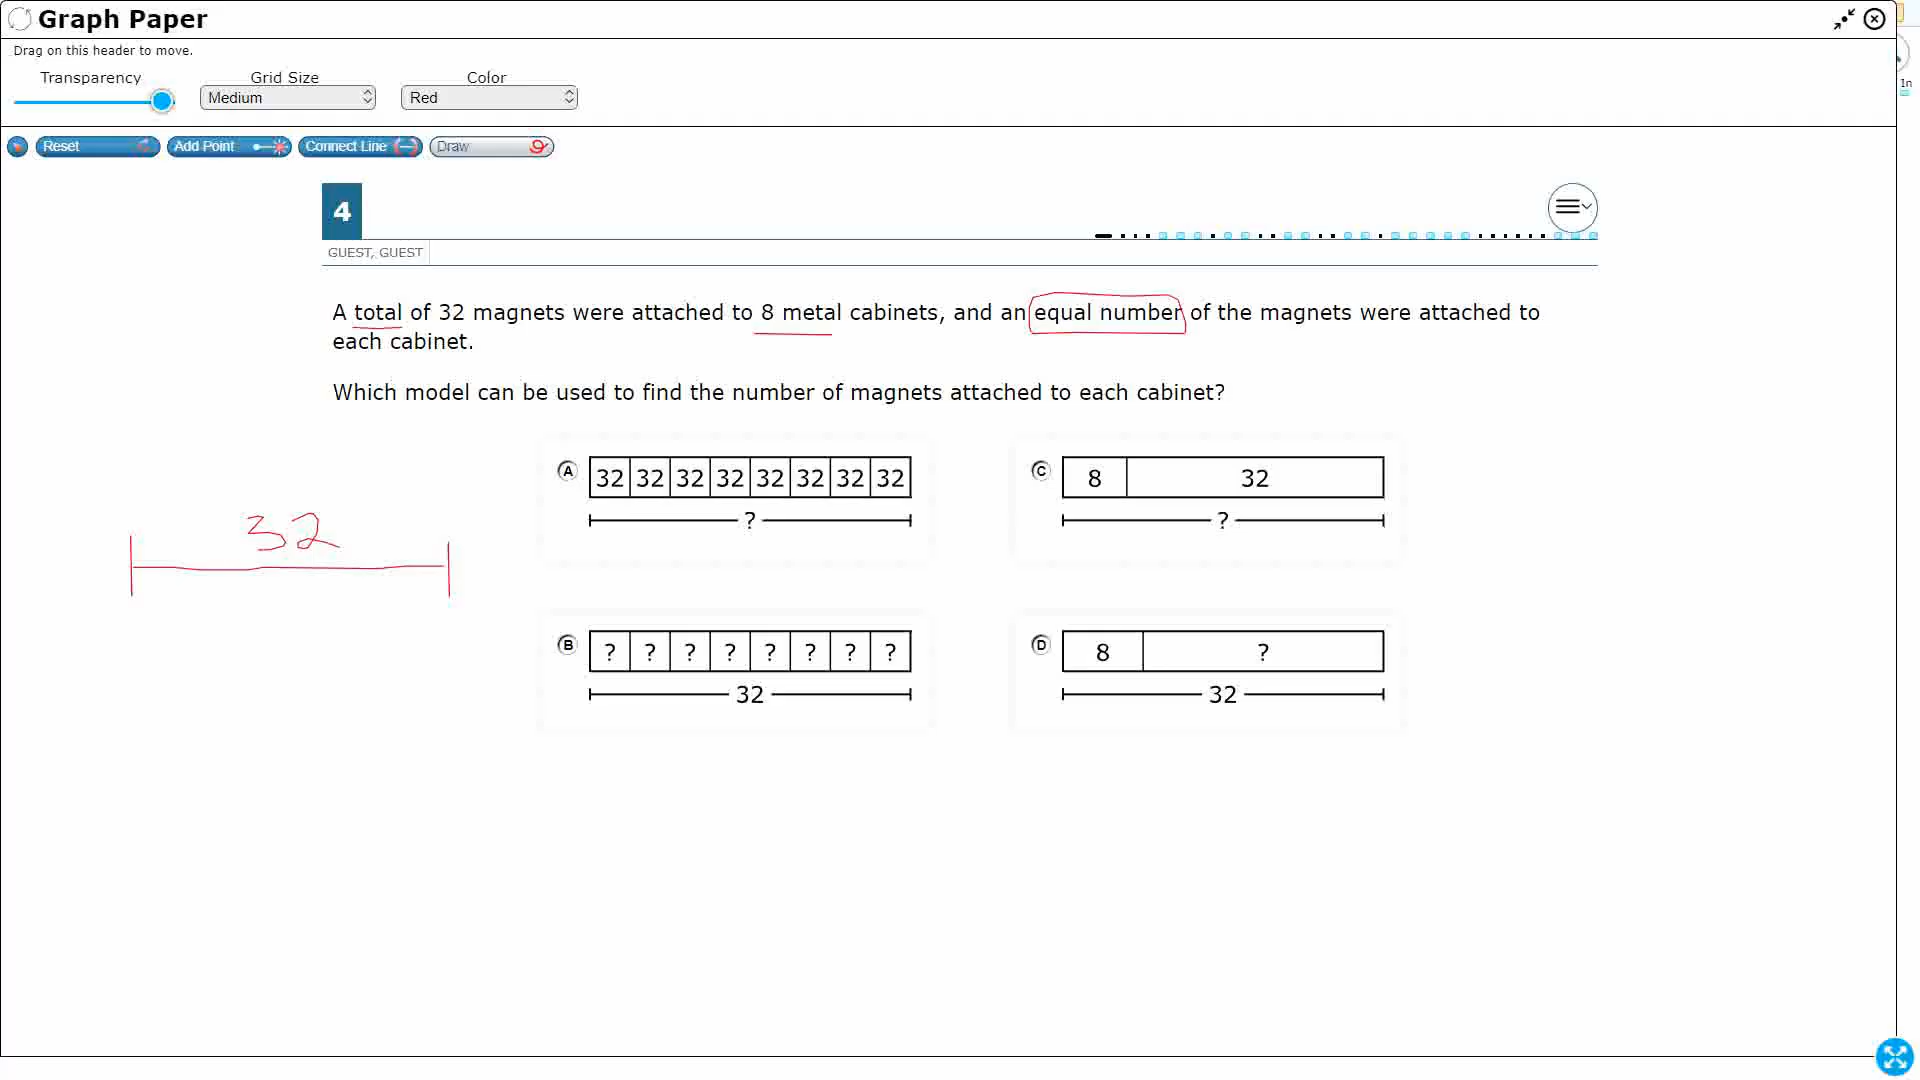 Graph Paper
Drag on this header to move.
Transparency Grid Size Color
Medium Red
Reset Add Point Connect Line Draw
1n
4
GUEST, GUEST
A total of 32 magnets were attached to 8 metal cabinets, and an equal number of the magnets were attached to
each cabinet.
Which model can be used to find the number of magnets attached to each cabinet?
A 32 32 32 32 32 32 32 32
?
C 8 32
?
32
B ? ? ? ? ? ? ? ?
32
D 8 ?
32